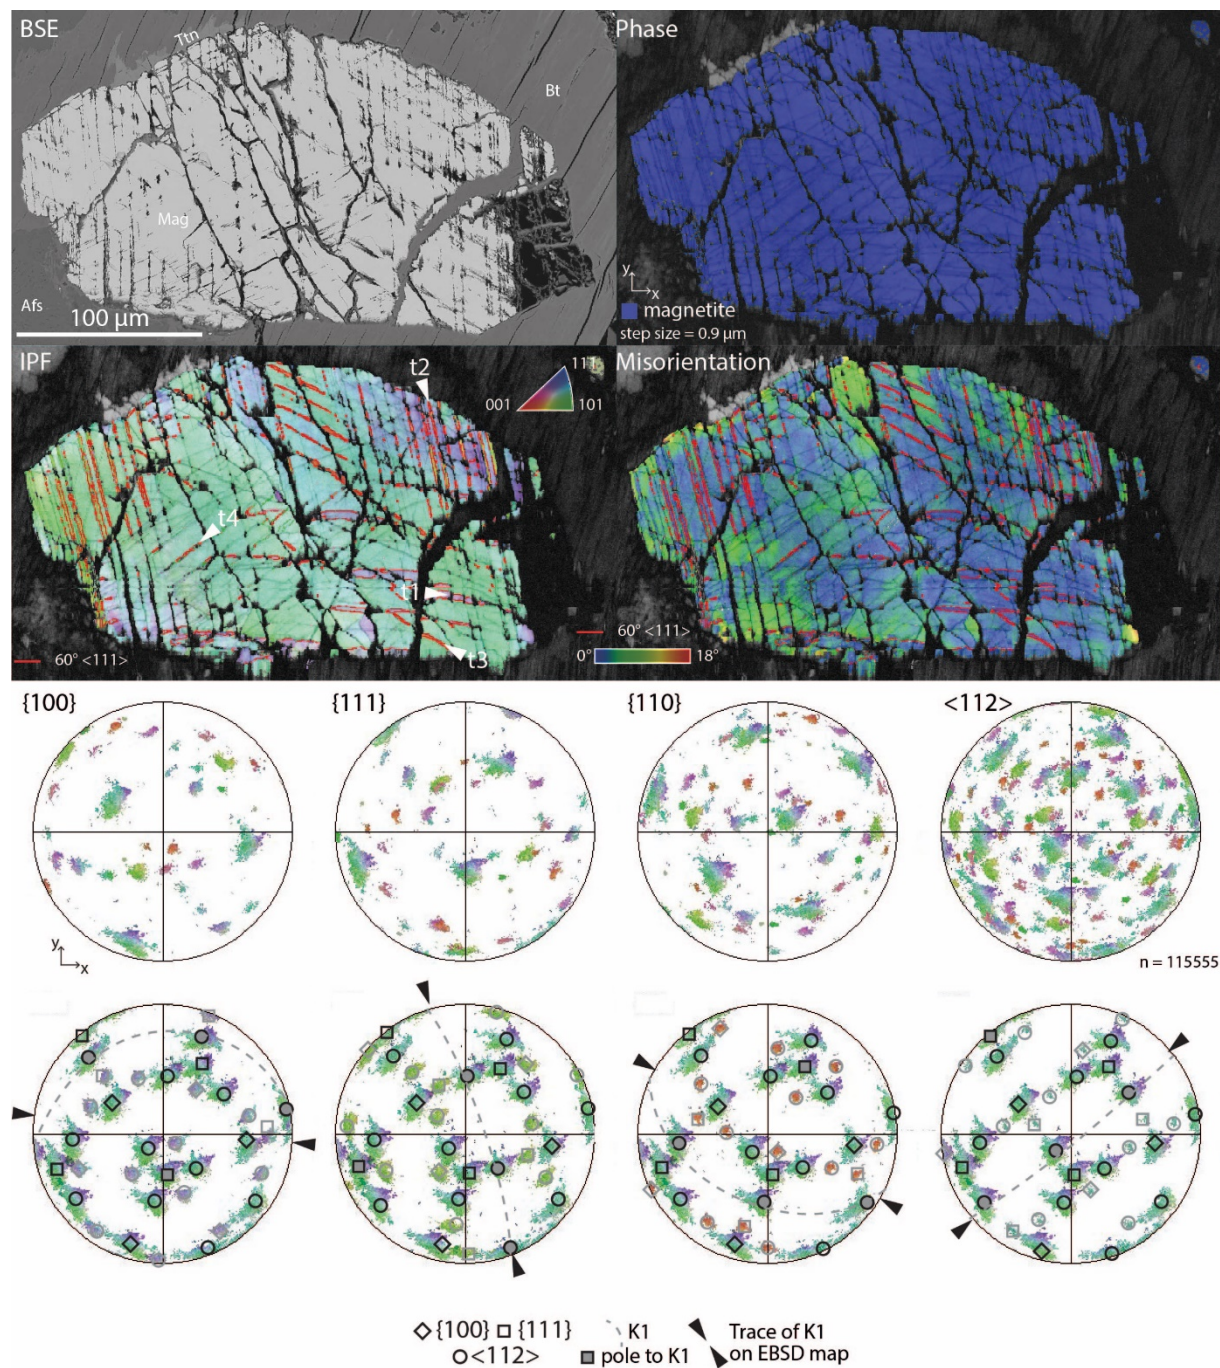 BSE
Ttn
Bt
Mag
Afs
100 µm
Phase
y
x
magnetite
step size = 0.9 µm
IPF
t2
111
001
101
t4
t1
t3
60° <111>
Misorientation
60° <111>
0°
18°
{100}
{111}
{110}
<112>
y
x
n = 115555
{100} {111} K1 Trace of K1
<112> pole to K1 on EBSD map